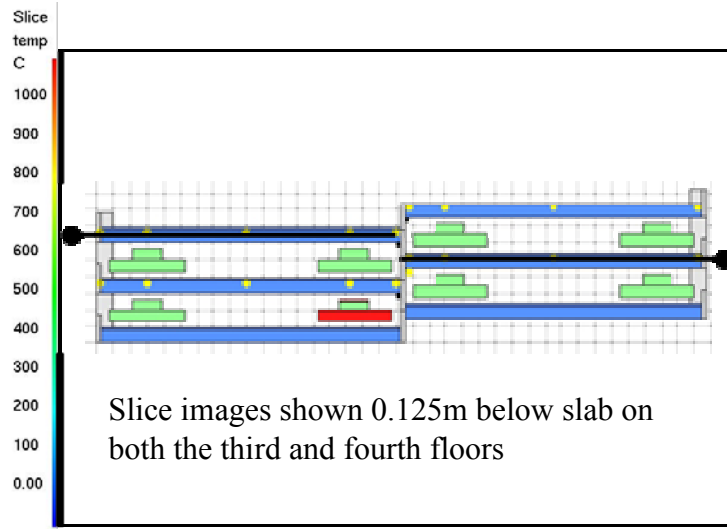 Slice
temp
C
1000
900
800
700
600
500
400
300
200
100
0.00
Slice images shown 0.125m below slab on
both the third and fourth floors